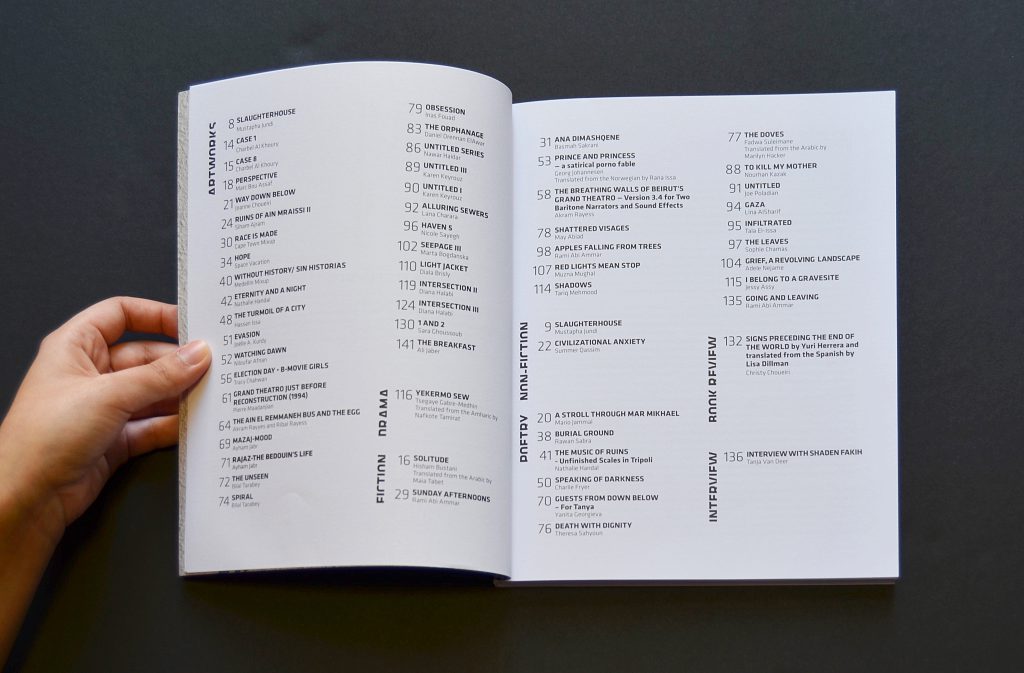 ARTWORKS
8 SLAUGHTERHOUSE
Mustapha Jundi
14 CASE 1
Charbel Al Khoury
15 CASE 8
Charbel Al Khoury
18 PERSPECTIVE
Marc Bou Assaf
21 WAY DOWN BELOW
Joanne Choueiri
24 RUINS OF AIN MRAISSI II
Siham Ajram
30 RACE IS MADE
Cape Town Mixup
34 HOPE
Space Vacation
40 WITHOUT HISTORY/ SIN HISTORIAS
Medellin Mixup
42 ETERNITY AND A NIGHT
Nathalie Handal
48 THE TURMOIL OF A CITY
Hassan Issa
51 EVASION
Joëlle A. Kurdy
52 WATCHING DAWN
Niloufar Afnan
56 ELECTION DAY - B-MOVIE GIRLS
Tracy Chahwan
61 GRAND THEATRO JUST BEFORE
RECONSTRUCTION (1994)
Pierre Maadanjian
64 THE AIN EL REMMANEH BUS AND THE EGG
Akram Rayyes and Ribal Rayess
69 MAZAJ-MOOD
Ayham Jabr
71 RAJAZ-THE BEDOUIN'S LIFE
Ayham Jabr
72 THE UNSEEN
Bilal Tarabey
74 SPIRAL
Bilal Tarabey
79 OBSESSION
Inas Fouad
83 THE ORPHANAGE
Daniel Drennan ElAwar
86 UNTITLED SERIES
Nawar Haidar
89 UNTITLED III
Karen Keyrouz
90 UNTITLED I
Karen Keyrouz
92 ALLURING SEWERS
Lana Charara
96 HAVEN 5
Nicole Sayegh
102 SEEPAGE III
Marta Bogdanska
110 LIGHT JACKET
Diala Brisly
119 INTERSECTION II
Diana Halabi
124 INTERSECTION III
Diana Halabi
130 1 AND 2
Sara Choussoub
141 THE BREAKFAST
Ali Jaber
DRAMA
116 YEKERMO SEW
Tsegaye Gabre-Medhin
Translated from the Amharic by
Nafkote Tamirat
FICTION
16 SOLITUDE
Hisham Bustani
Translated from the Arabic by
Maia Tabet
29 SUNDAY AFTERNOONS
Rami Abi Ammar
31 ANA DIMASHQENE
Basmah Sakrani
53 PRINCE AND PRINCESS
– a satirical porno fable
Georg Johannesen
Translated from the Norwegian by Rana Issa
58 THE BREATHING WALLS OF BEIRUT'S
GRAND THEATRO – Version 3.4 for Two
Baritone Narrators and Sound Effects
Akram Rayess
78 SHATTERED VISAGES
May Abiad
98 APPLES FALLING FROM TREES
Rami Abi Ammar
107 RED LIGHTS MEAN STOP
Muzna Mughal
114 SHADOWS
Tariq Mehmood
NON-FICTION
9 SLAUGHTERHOUSE
Mustapha Jundi
22 CIVILIZATIONAL ANXIETY
Summer Qassim
POETRY
20 A STROLL THROUGH MAR MIKHAEL
Mario Jammal
38 BURIAL GROUND
Rawan Sabra
41 THE MUSIC OF RUINS
- Unfinished Scales in Tripoli
Nathalie Handal
50 SPEAKING OF DARKNESS
Charlie Fryer
70 GUESTS FROM DOWN BELOW
– For Tanya
Yanita Georgieva
76 DEATH WITH DIGNITY
Theresa Sahyoun
77 THE DOVES
Fadwa Suleimane
Translated from the Arabic by
Marilyn Hacker
88 TO KILL MY MOTHER
Nourhan Kazak
91 UNTITLED
Joe Poladian
94 GAZA
Lina AlSharif
95 INFILTRATED
Tala El-Issa
97 THE LEAVES
Sophie Chamas
104 GRIEF, A REVOLVING LANDSCAPE
Adele Nejame
115 I BELONG TO A GRAVESITE
Jessy Assy
135 GOING AND LEAVING
Rami Abi Ammar
BOOK REVIEW
132 SIGNS PRECEDING THE END OF
THE WORLD by Yuri Herrera and
translated from the Spanish by
Lisa Dillman
Christy Choueiri
INTERVIEW
136 INTERVIEW WITH SHADEN FAKIH
Tanja Van Deer